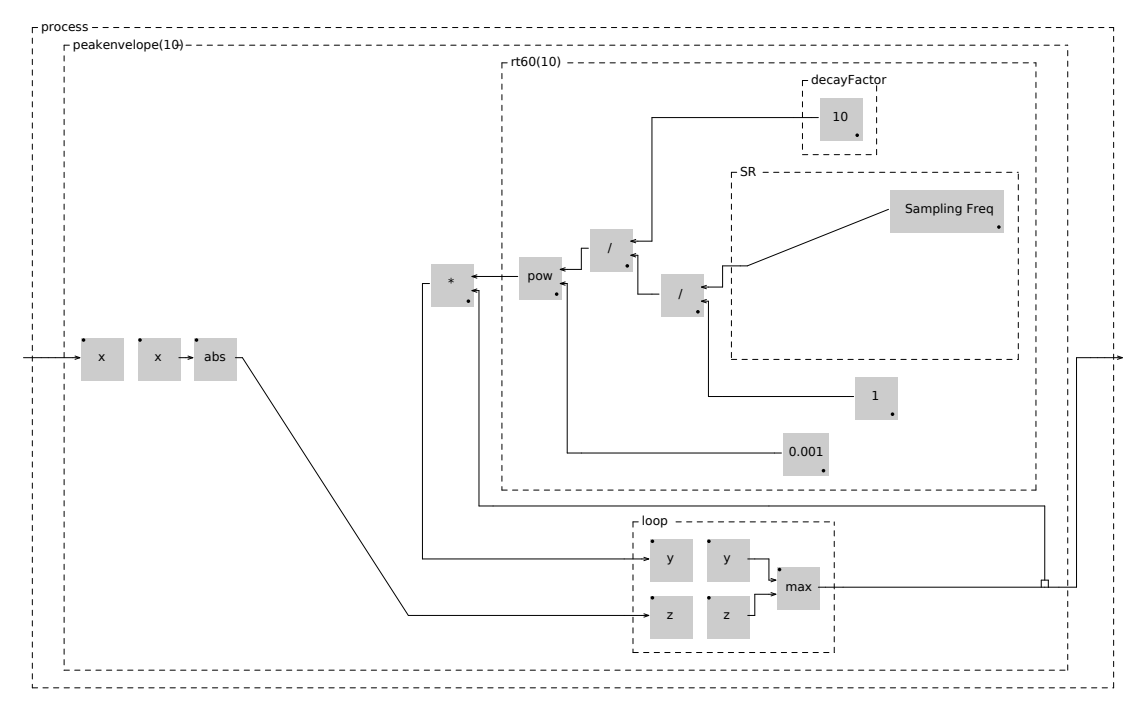 process
peakenvelope(10)
rt60(10)
decayFactor
10
SR
Sampling Freq
/
/
pow
*
x
x
abs
1
0.001
loop
y
y
max
z
z